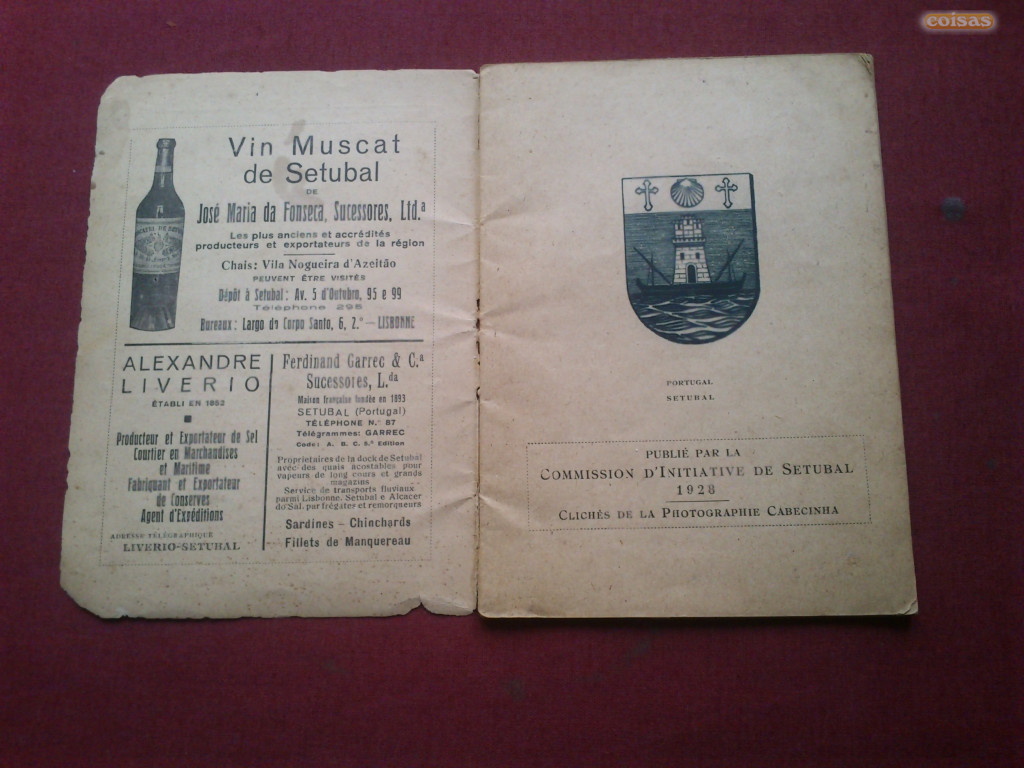 coisas
Vin Muscat
de Setubal
DE
José Maria da Fonseca, Sucessores, Ltd.a
Les plus anciens et accrédités
producteurs et exportateurs de la région
Chais: Vila Nogueira d'Azeitão
PEUVENT ÊTRE VISITÉS
Dépôt à Setubal: Av. 5 d'Outubro, 95 e 99
Téléphone 295
Bureaux: Largo do Corpo Santo, 6, 2.º — LISBONNE
ALEXANDRE
LIVERIO
ÉTABLI EN 1892
Producteur et Exportateur de Sel
Courtier en Marchandises
et Maritime
Fabriquant et Exportateur
de Conserves
Agent d'Expéditions
ADRESSE TÉLÉGRAPHIQUE
LIVERIO-SETUBAL
Ferdinand Garrec & C.a
Sucessores, L.da
Maison française fondée en 1893
SETUBAL (Portugal)
TÉLÉPHONE N.º 87
Télégrammes: GARREC
Code: A. B. C. 5.ª Edition
Proprietaires de la dock de Setubal
avec des quais acostables pour
vapeurs de long cours et grands
magazins
Service de transports fluviaux
parmi Lisbonne, Setubal e Alcacer
do Sal, par frégates et remorqueurs
Sardines — Chinchards
Fillets de Manquereau
PORTUGAL
SETUBAL
PUBLIÉ PAR LA
COMMISSION D'INITIATIVE DE SETUBAL
1928
CLICHÉS DE LA PHOTOGRAPHIE CABECINHA